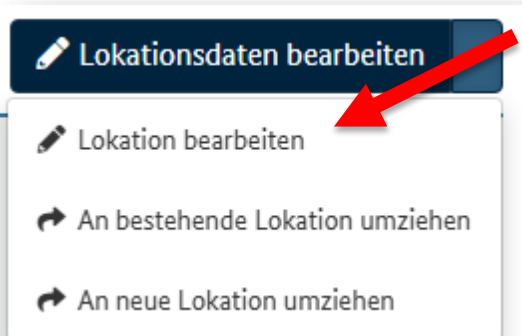 Lokationsdaten bearbeiten
Lokation bearbeiten
An bestehende Lokation umziehen
An neue Lokation umziehen